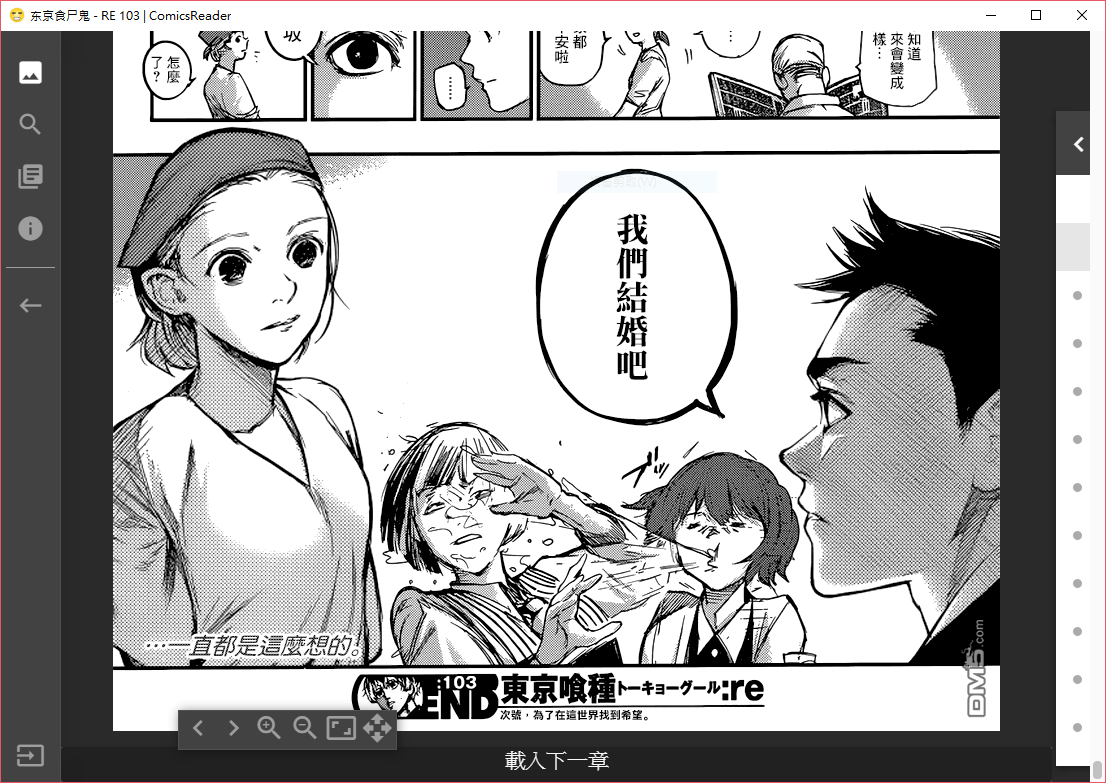 东京食尸鬼 - RE 103 | ComicsReader
知道
來會變成
樣…
都
安啦
…
……
取
怎麼
了？
我們結婚吧
…一直都是這麼想的。
:103
END
東京喰種トーキョーグール:re
次號，為了在這世界找到希望。
DM5.com
載入下一章